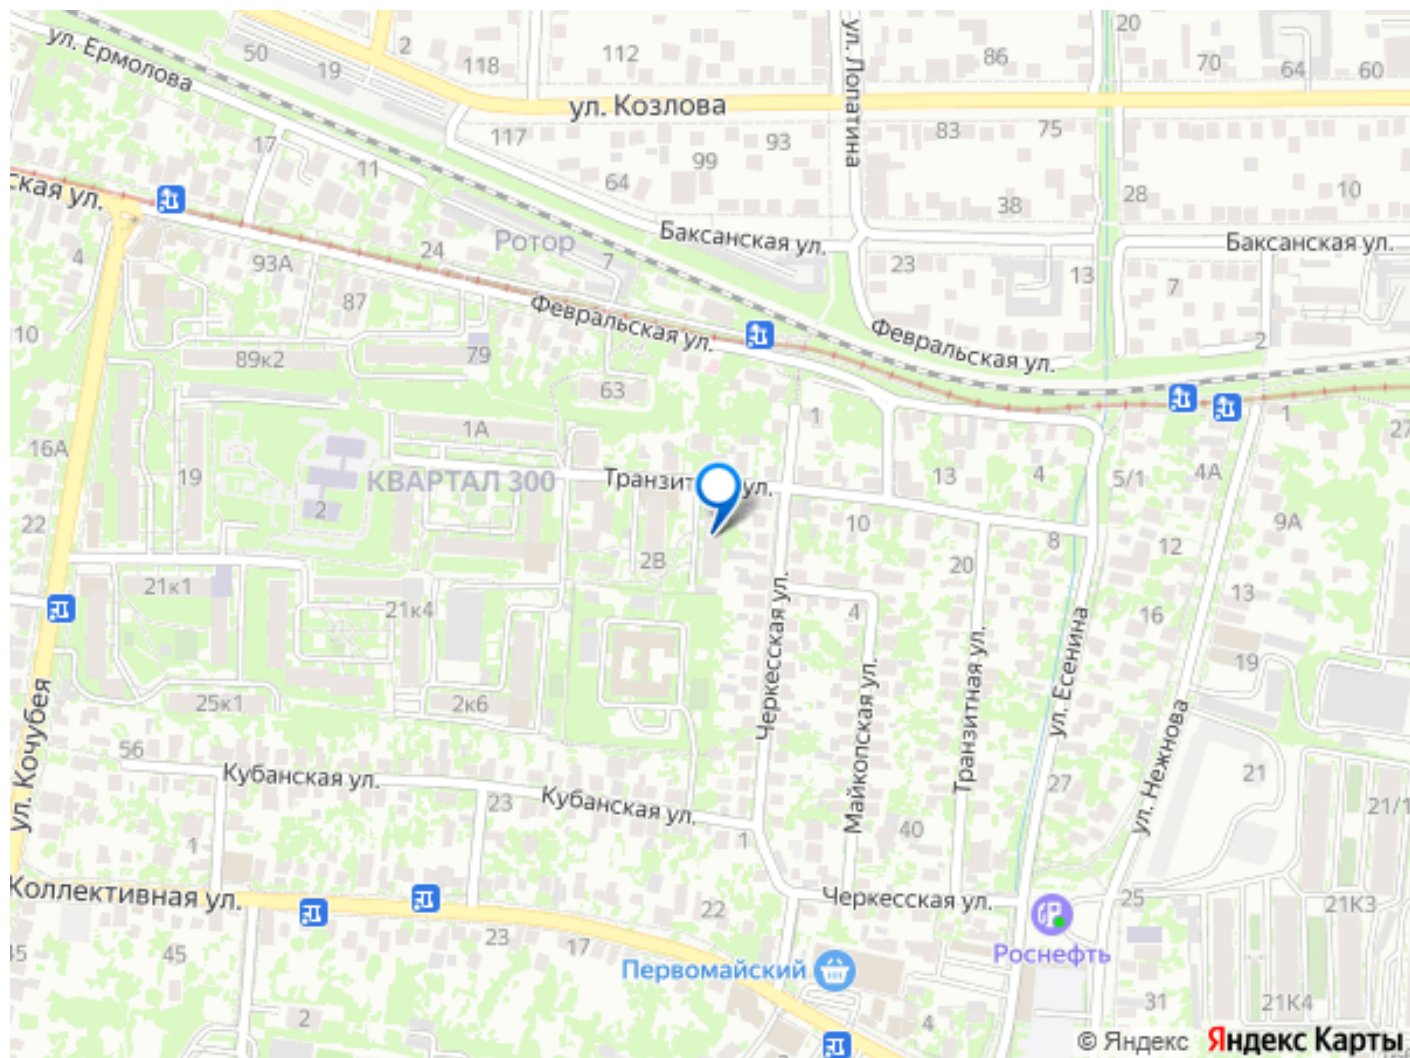 20
2
ул. Ермолова
50
19
118
112
ул. Лопатина
86
70
64
60
ул. Козлова
117
93
83
75
17
11
99
64
ская ул.
38
28
10
4
93А
24
Ротор
7
Баксанская ул.
23
13
Баксанская ул.
7
87
Февральская ул.
Февральская ул.
2
10
89к2
79
63
1
1
27
16А
19
1А
КВАРТАЛ 300
2
Транзит
ул.
13
4
5/1
4А
22
10
8
9А
12
2В
20
21к1
21к4
4
16
13
Черкесская ул.
Майкопская ул.
Транзитная ул.
ул. Есенина
19
25к1
2к6
ул. Кочубея
ул. Нежнова
56
Кубанская ул.
23
Кубанская ул.
1
27
21
21/1
1
40
Коллективная ул.
22
Черкесская ул.
25
21К3
15
45
23
17
Первомайский
Роснефть
2
4
31
21К4
© Яндекс Яндекс Карты